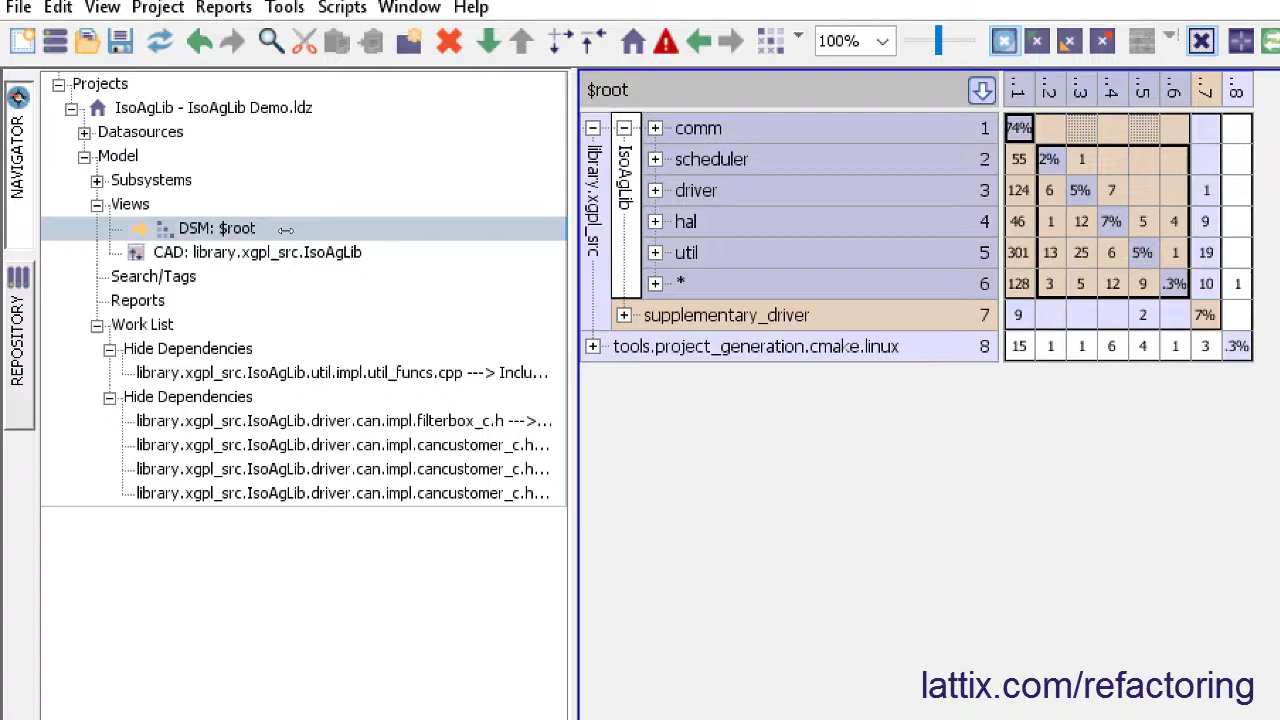 File Edit View Project Reports Tools Scripts Window Help
100%
NAVIGATOR
REPOSITORY
Projects
IsoAgLib - IsoAgLib Demo.ldz
Datasources
Model
Subsystems
Views
DSM: $root
CAD: library.xgpl_src.IsoAgLib
Search/Tags
Reports
Work List
Hide Dependencies
library.xgpl_src.IsoAgLib.util.impl.util_funcs.cpp ---> Inclu...
Hide Dependencies
library.xgpl_src.IsoAgLib.driver.can.impl.filterbox_c.h --->...
library.xgpl_src.IsoAgLib.driver.can.impl.cancustomer_c.h...
library.xgpl_src.IsoAgLib.driver.can.impl.cancustomer_c.h...
library.xgpl_src.IsoAgLib.driver.can.impl.cancustomer_c.h...
$root
..1 ..2 ..3 ..4 ..5 ..6 ..7 ..8
library.xgpl_src
IsoAgLib
comm 1 74%
scheduler 2 55 2% 1
driver 3 124 6 5% 7 1
hal 4 46 1 12 7% 5 4 9
util 5 301 13 25 6 5% 1 19
* 6 128 3 5 12 9 .3% 10 1
supplementary_driver 7 9 2 7%
tools.project_generation.cmake.linux 8 15 1 1 6 4 1 3 .3%
lattix.com/refactoring